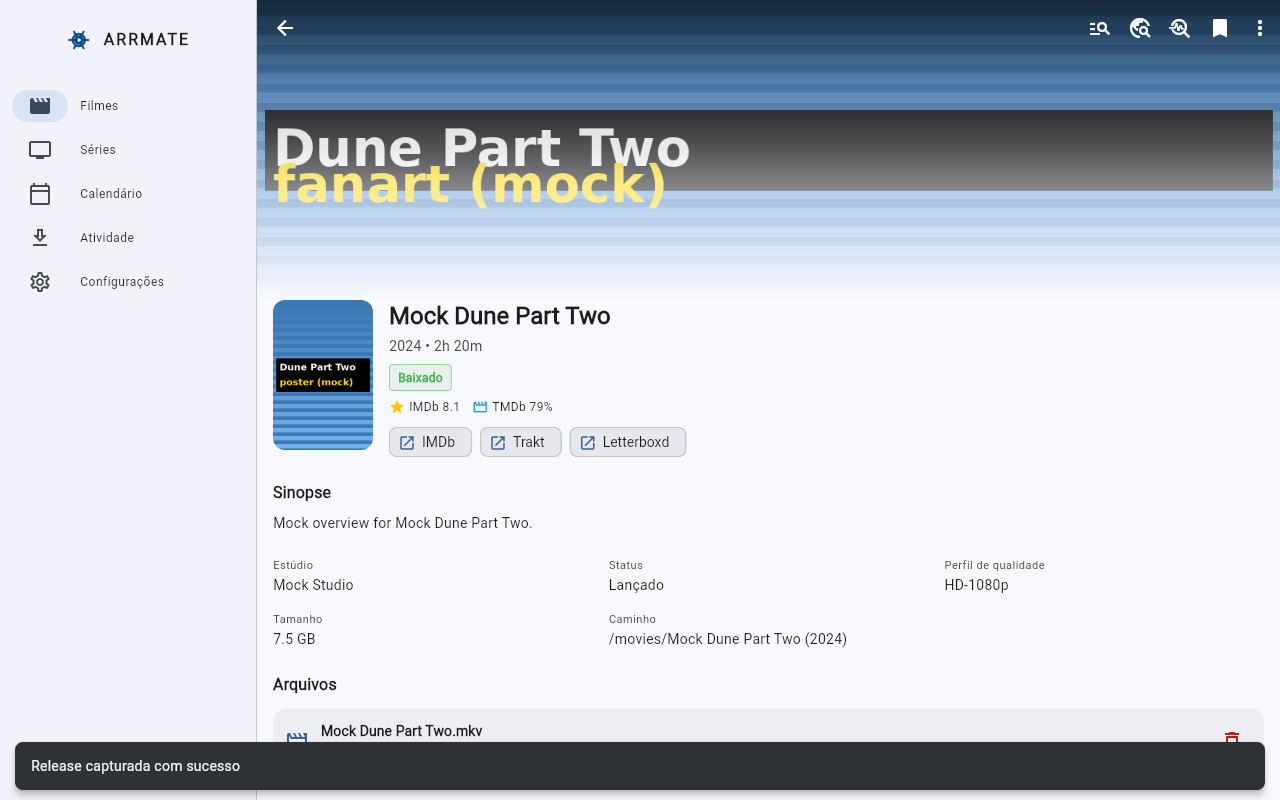 ARRMATE
Filmes
Séries
Calendário
Atividade
Configurações
Dune Part Two
fanart (mock)
Dune Part Two
poster (mock)
Mock Dune Part Two
2024 • 2h 20m
Baixado
IMDb 8.1 TMDb 79%
IMDb Trakt Letterboxd
Sinopse
Mock overview for Mock Dune Part Two.
Estúdio Status Perfil de qualidade
Mock Studio Lançado HD-1080p
Tamanho Caminho
7.5 GB /movies/Mock Dune Part Two (2024)
Arquivos
Mock Dune Part Two.mkv
Release capturada com sucesso